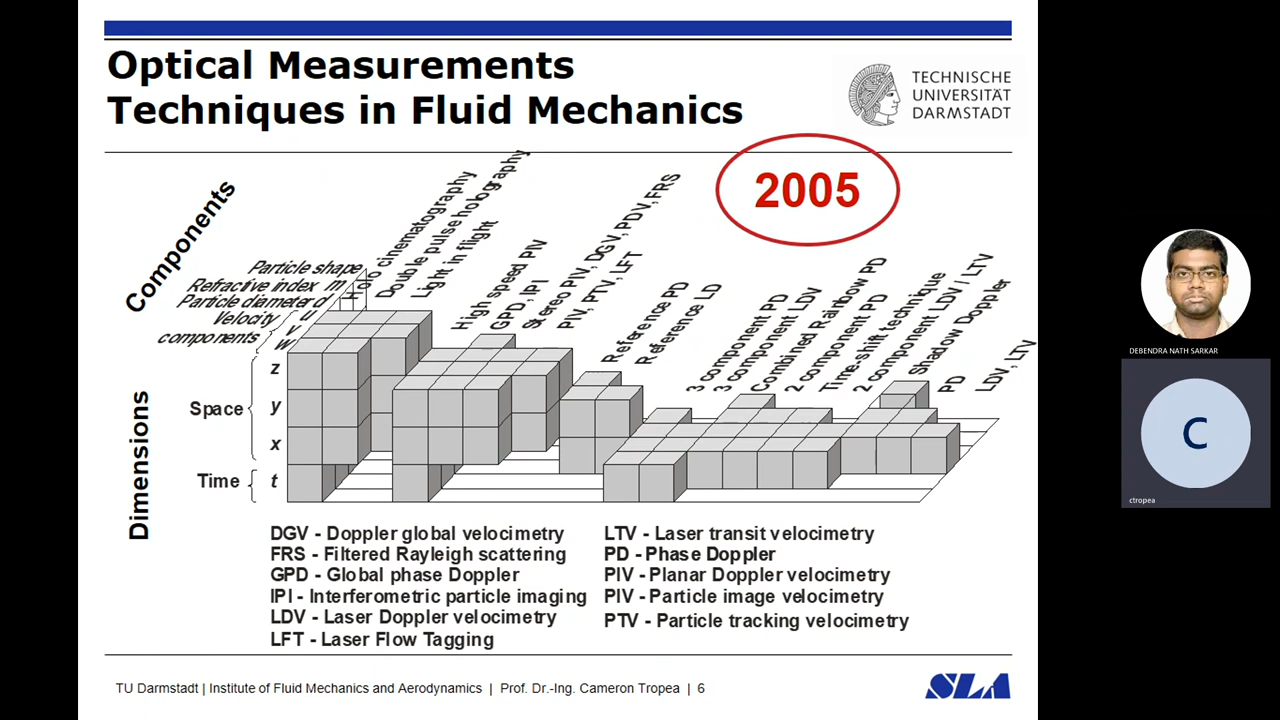 Optical Measurements
Techniques in Fluid Mechanics
TECHNISCHE
UNIVERSITÄT
DARMSTADT
2005
Components
Particle shape
Refractive index m
Particle diameter d
Velocity u
components v
w
Holo cinematography
Double pulse holography
Light in flight
High speed PIV
GPD, IPI
Stereo PIV, DGV, PDV, FRS
PIV, PTV, LFT
Reference PD
Reference LD
3 component PD
3 component LDV
Combined Rainbow PD
2 component PD
Time-shift technique
2 component LDV / LTV
Shadow Doppler
PD
LDV, LTV
Dimensions
Space
z
y
x
Time
t
DGV - Doppler global velocimetry
FRS - Filtered Rayleigh scattering
GPD - Global phase Doppler
IPI - Interferometric particle imaging
LDV - Laser Doppler velocimetry
LFT - Laser Flow Tagging
LTV - Laser transit velocimetry
PD - Phase Doppler
PIV - Planar Doppler velocimetry
PIV - Particle image velocimetry
PTV - Particle tracking velocimetry
TU Darmstadt | Institute of Fluid Mechanics and Aerodynamics | Prof. Dr.-Ing. Cameron Tropea | 6
SLA
DEBENDRA NATH SARKAR
C
ctropea